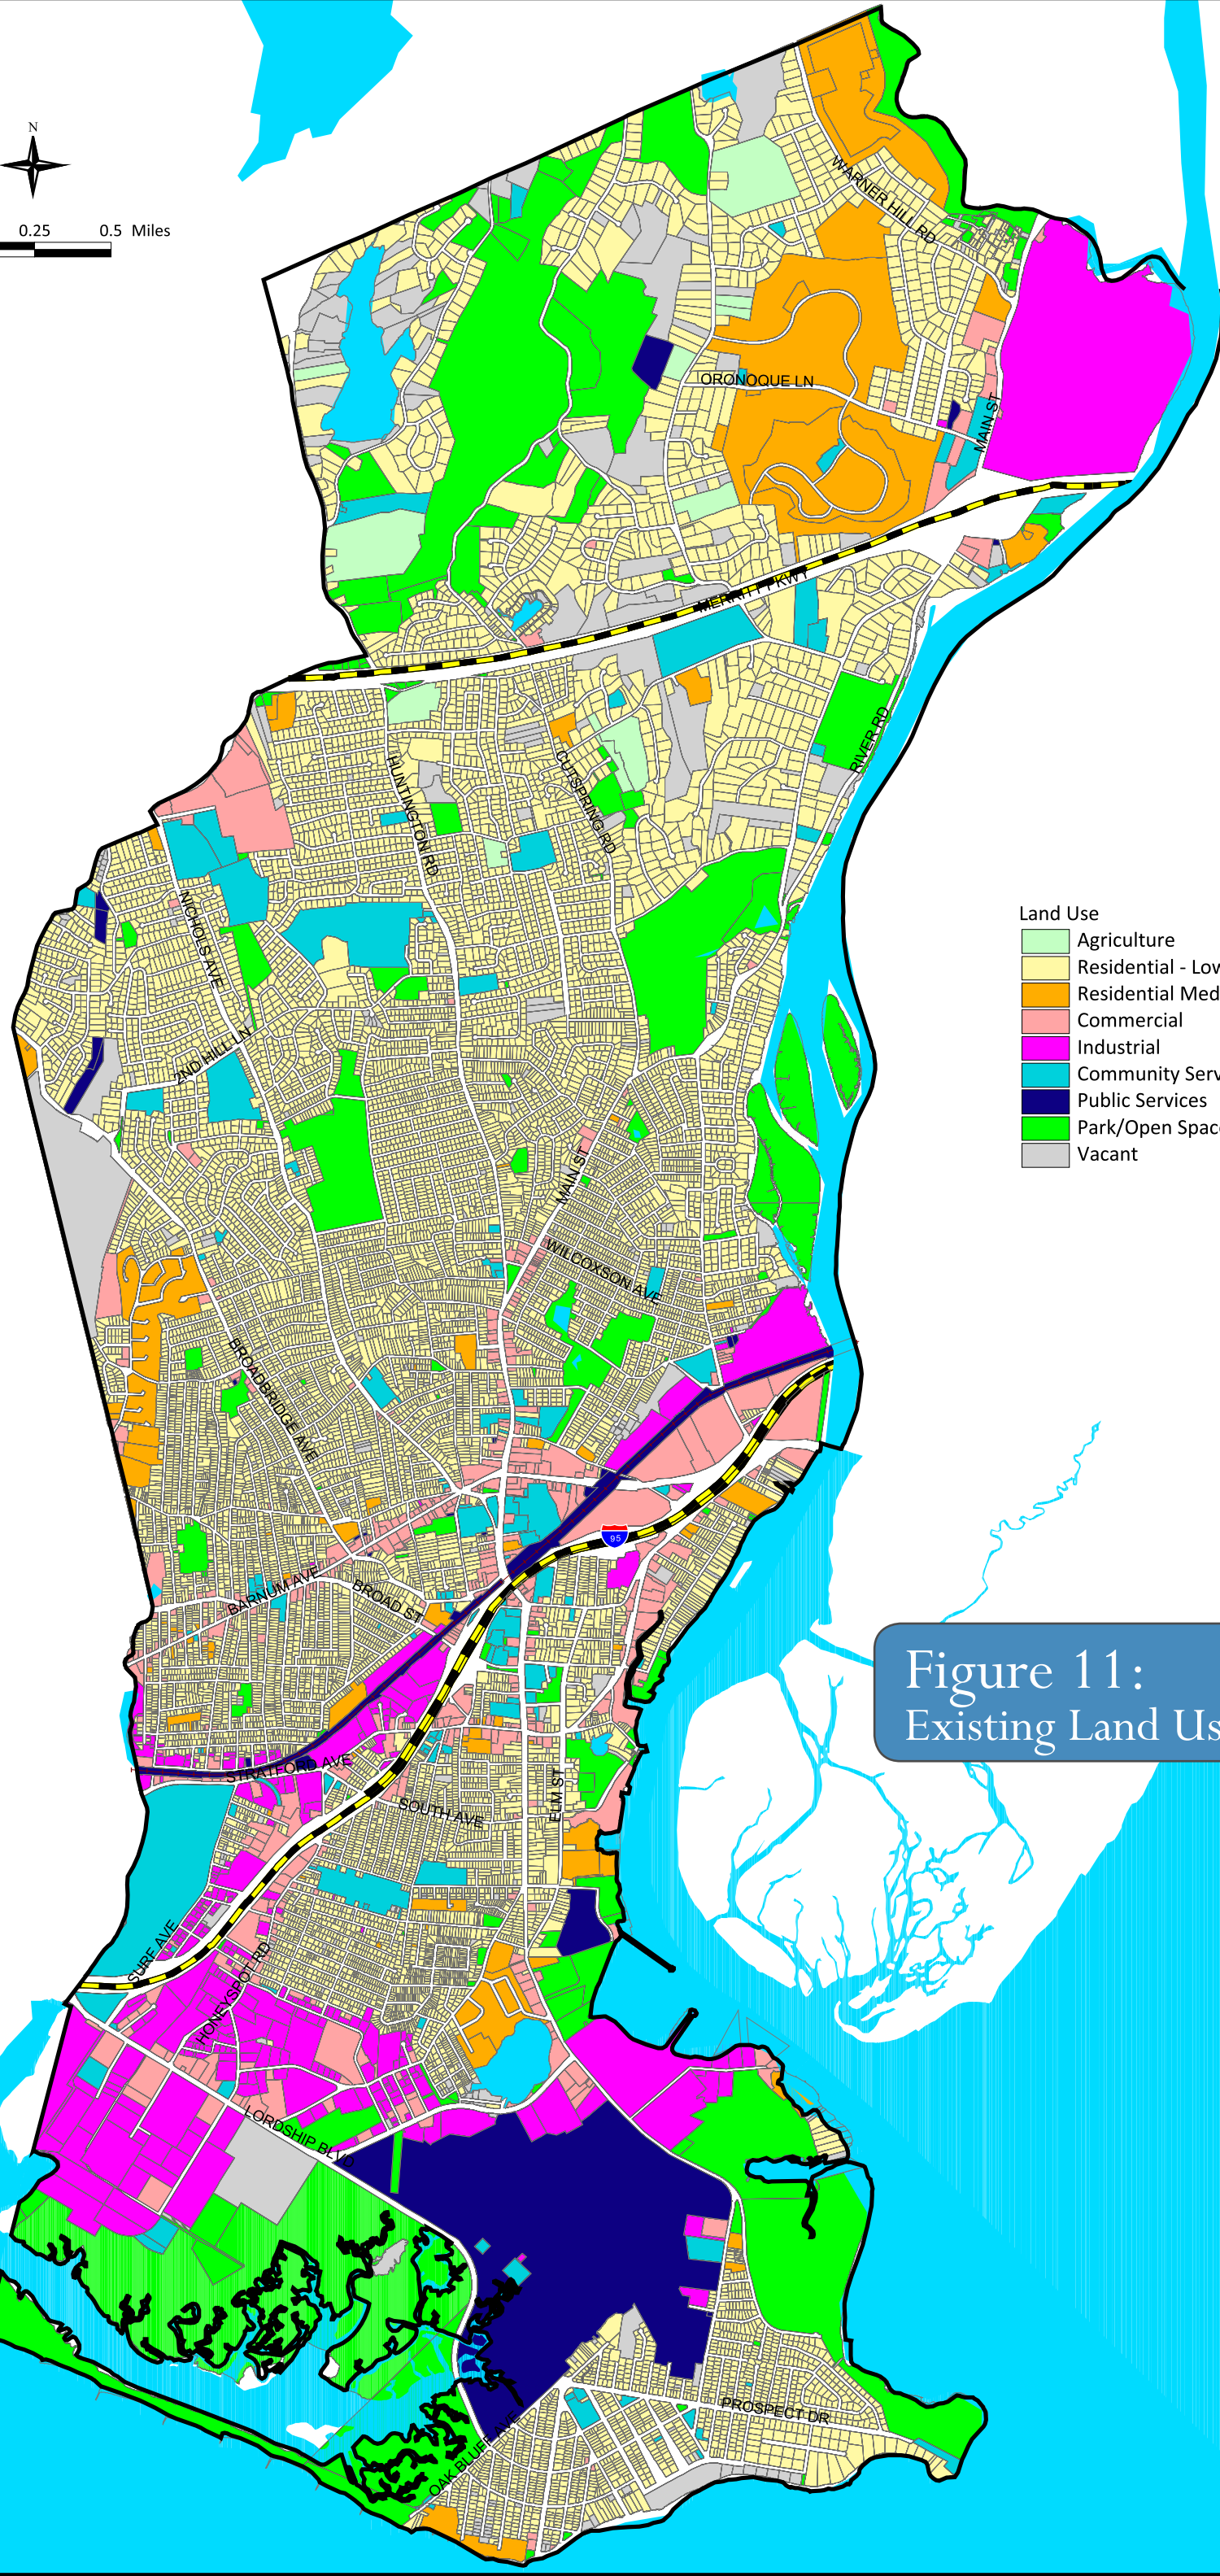 N
0.25 0.5 Miles
WARNER HILL RD
ORONOQUE LN
MAIN ST
MERRITT PKWY
RIVER RD
HUNTINGTON RD
CUTSPRING RD
NICHOLS AVE
2ND HILL LN
Land Use
Agriculture
Residential - Low
Residential Med
Commercial
Industrial
Community Serv
Public Services
Park/Open Space
Vacant
MAIN ST
WILCOXSON AVE
BROADBRIDGE AVE
95
BARNUM AVE
BROAD ST
Figure 11:
Existing Land Us
STRATFORD AVE
SOUTH AVE
ELM ST
SURF AVE
HONEYSPOT RD
LORDSHIP BLVD
PROSPECT DR
OAK BLUFF AVE